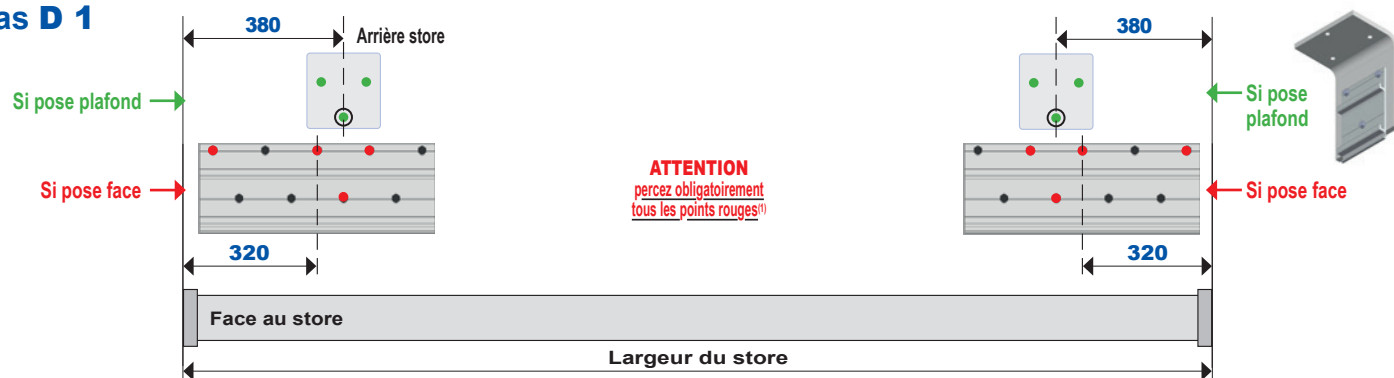 as D 1
380
Arrière store
380
Si pose plafond
Si pose
plafond
Si pose face
ATTENTION
percez obligatoirement
tous les points rouges(1)
Si pose face
320
320
Face au store
Largeur du store